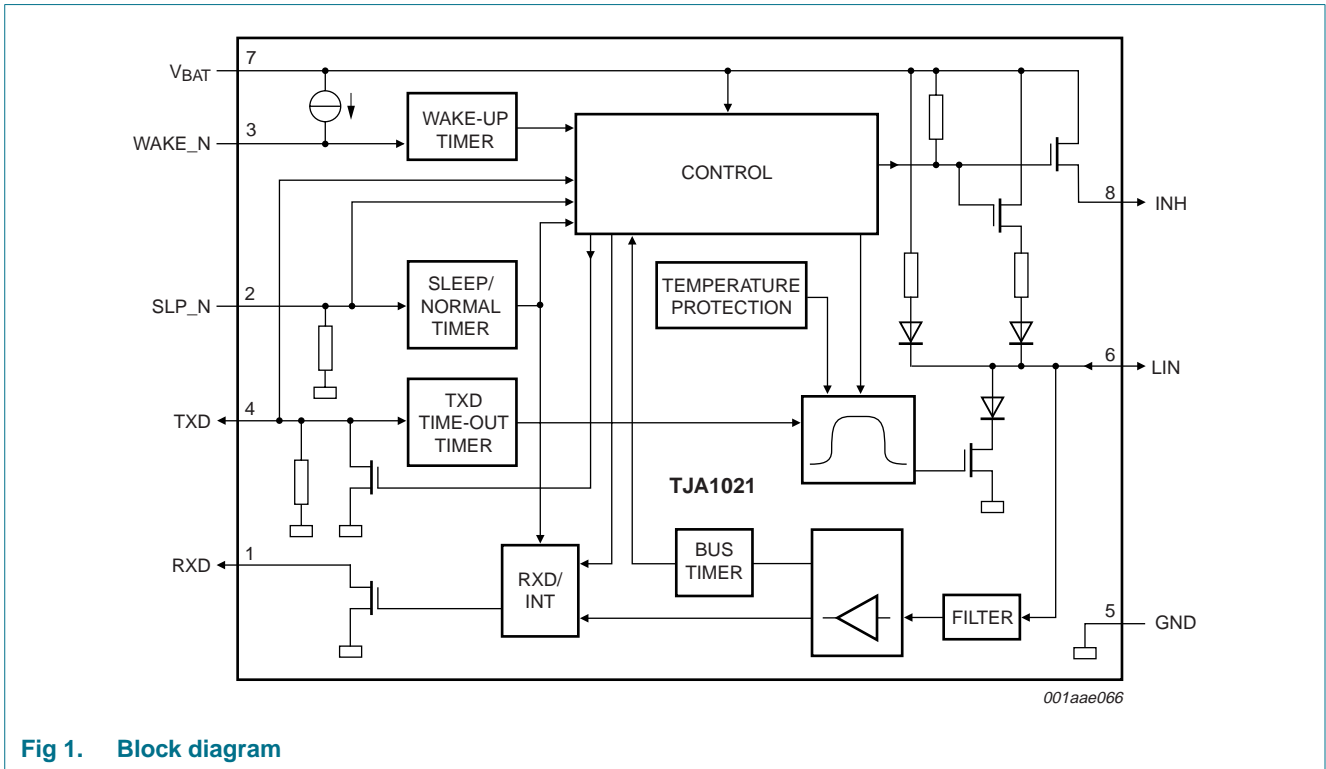 7
VBAT
3
WAKE_N
WAKE-UP
TIMER
CONTROL
8
INH
2
SLP_N
SLEEP/
NORMAL
TIMER
TEMPERATURE
PROTECTION
6
LIN
4
TXD
TXD
TIME-OUT
TIMER
TJA1021
1
RXD
RXD/
INT
BUS
TIMER
FILTER
5
GND
001aae066
Fig 1. Block diagram